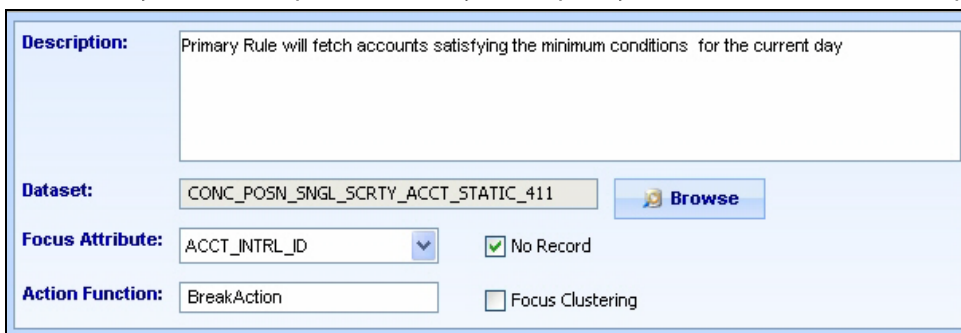 Description:
Primary Rule will fetch accounts satisfying the minimum conditions for the current day
Dataset:
CONC_POSN_SNGL_SCRTY_ACCT_STATIC_411
Browse
Focus Attribute:
ACCT_INTRL_ID
No Record
Action Function:
BreakAction
Focus Clustering